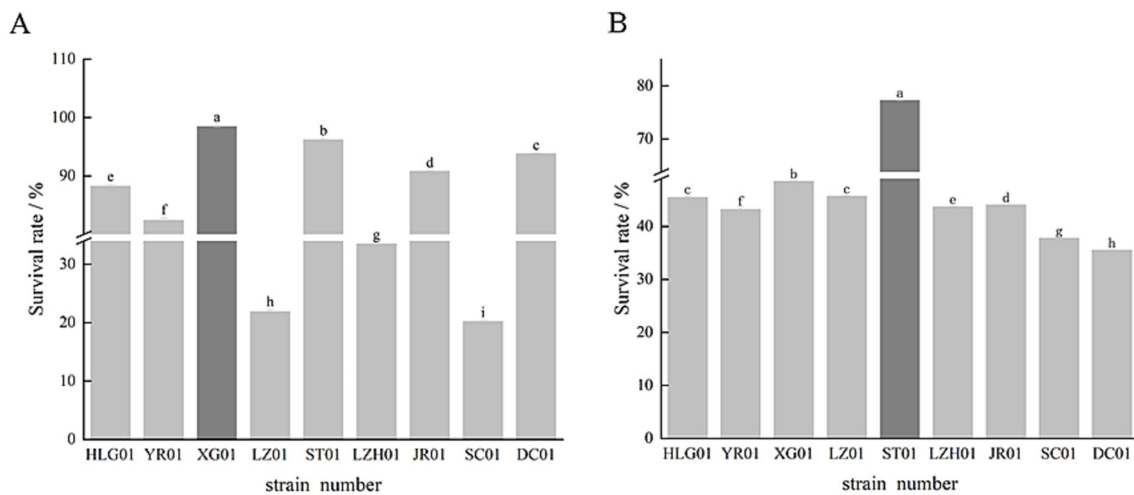 A
B
110
100
90
30
20
10
0
Survival rate / %
e
f
a
h
b
g
d
i
c
HLG01 YR01 XG01 LZ01 ST01 LZH01 JR01 SC01 DC01
strain number
80
70
40
30
20
10
0
Survival rate / %
c
f
b
c
a
e
d
g
h
HLG01 YR01 XG01 LZ01 ST01 LZH01 JR01 SC01 DC01
strain number